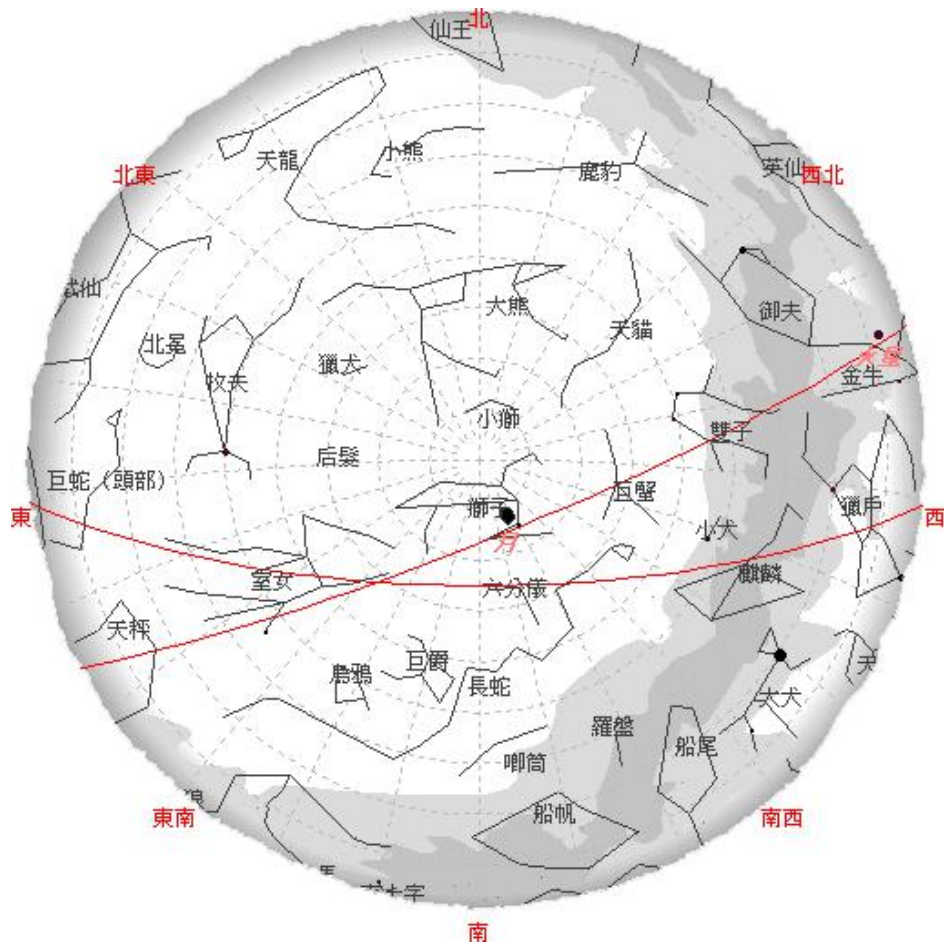 北
仙王
小熊
天龍
鹿豹
英仙
西北
北東
武仙
大熊
御夫
天貓
北冕
獵犬
火星
牧夫
金牛
小獅
雙子
后髮
巨蛇（頭部）
巨蟹
獅子
獵戶
東
西
小犬
月
麒麟
室女
六分儀
天秤
巨爵
烏鴉
長蛇
大犬
羅盤
船尾
唧筒
船帆
東南
南西
南